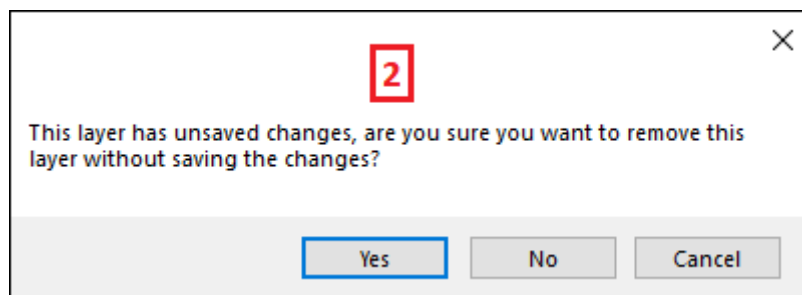 2
This layer has unsaved changes, are you sure you want to remove this
layer without saving the changes?
Yes No Cancel